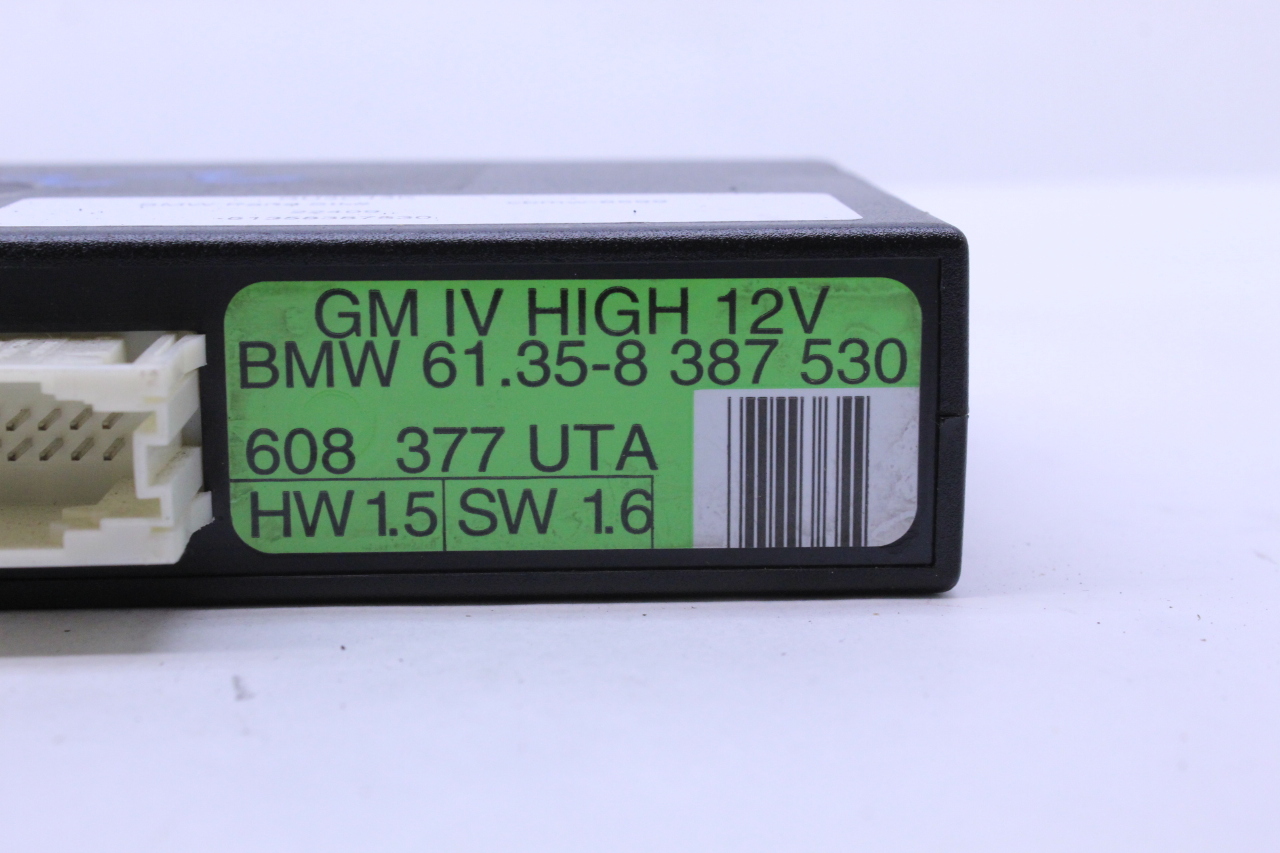 61358387530
GM IV HIGH 12V
BMW 61.35-8 387 530
608 377 UTA
HW 1.5 SW 1.6